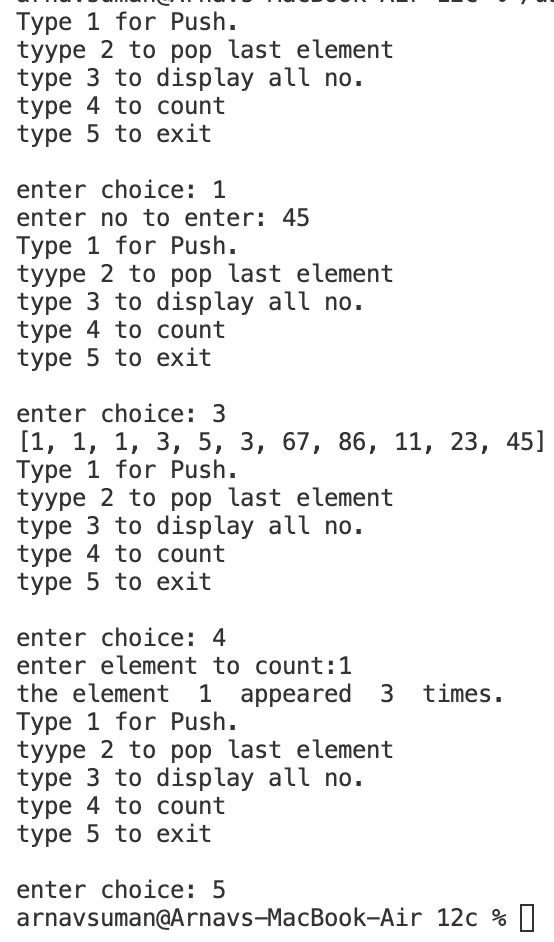 arnavsuman@Arnavs-MacBook-Air 12c %
Type 1 for Push.
tyype 2 to pop last element
type 3 to display all no.
type 4 to count
type 5 to exit
enter choice: 1
enter no to enter: 45
Type 1 for Push.
tyype 2 to pop last element
type 3 to display all no.
type 4 to count
type 5 to exit
enter choice: 3
[1, 1, 1, 3, 5, 3, 67, 86, 11, 23, 45]
Type 1 for Push.
tyype 2 to pop last element
type 3 to display all no.
type 4 to count
type 5 to exit
enter choice: 4
enter element to count:1
the element  1  appeared  3  times.
Type 1 for Push.
tyype 2 to pop last element
type 3 to display all no.
type 4 to count
type 5 to exit
enter choice: 5
arnavsuman@Arnavs-MacBook-Air 12c %